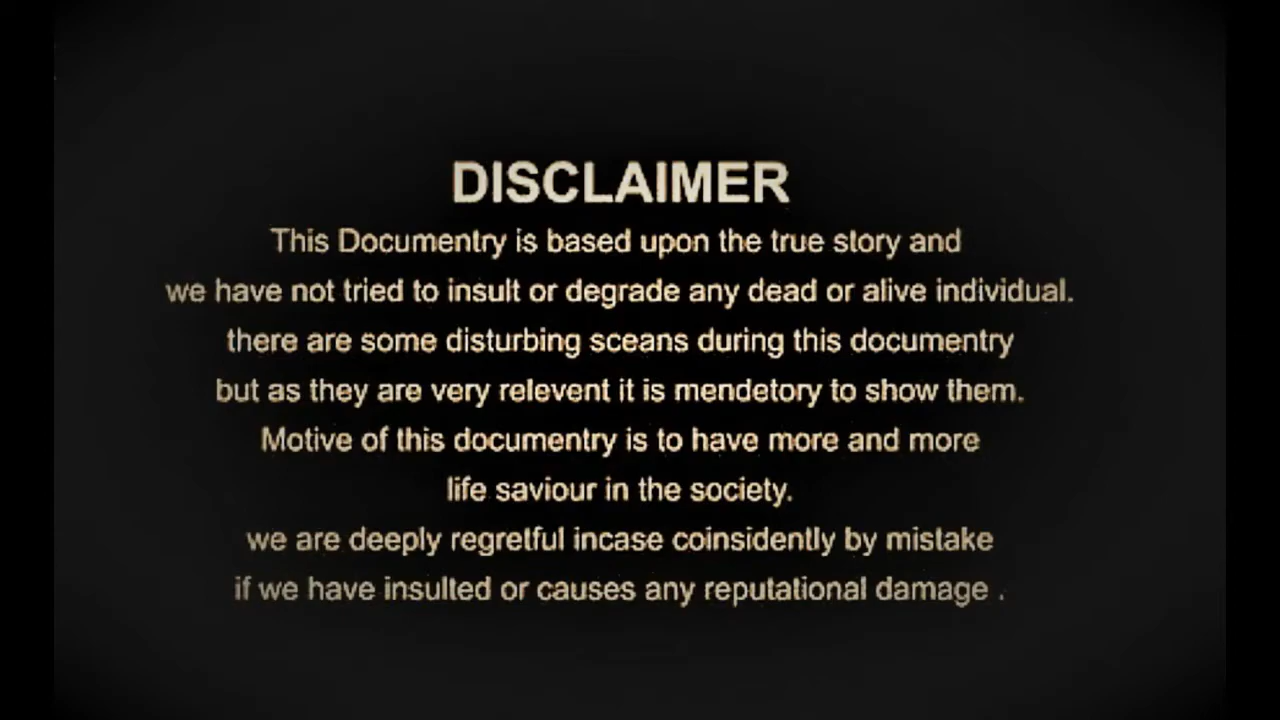 DISCLAIMER
This Documentry is based upon the true story and
we have not tried to insult or degrade any dead or alive individual.
there are some disturbing sceans during this documentry
but as they are very relevent it is mendetory to show them.
Motive of this documentry is to have more and more
life saviour in the society.
we are deeply regretful incase coinsidently by mistake
if we have insulted or causes any reputational damage .